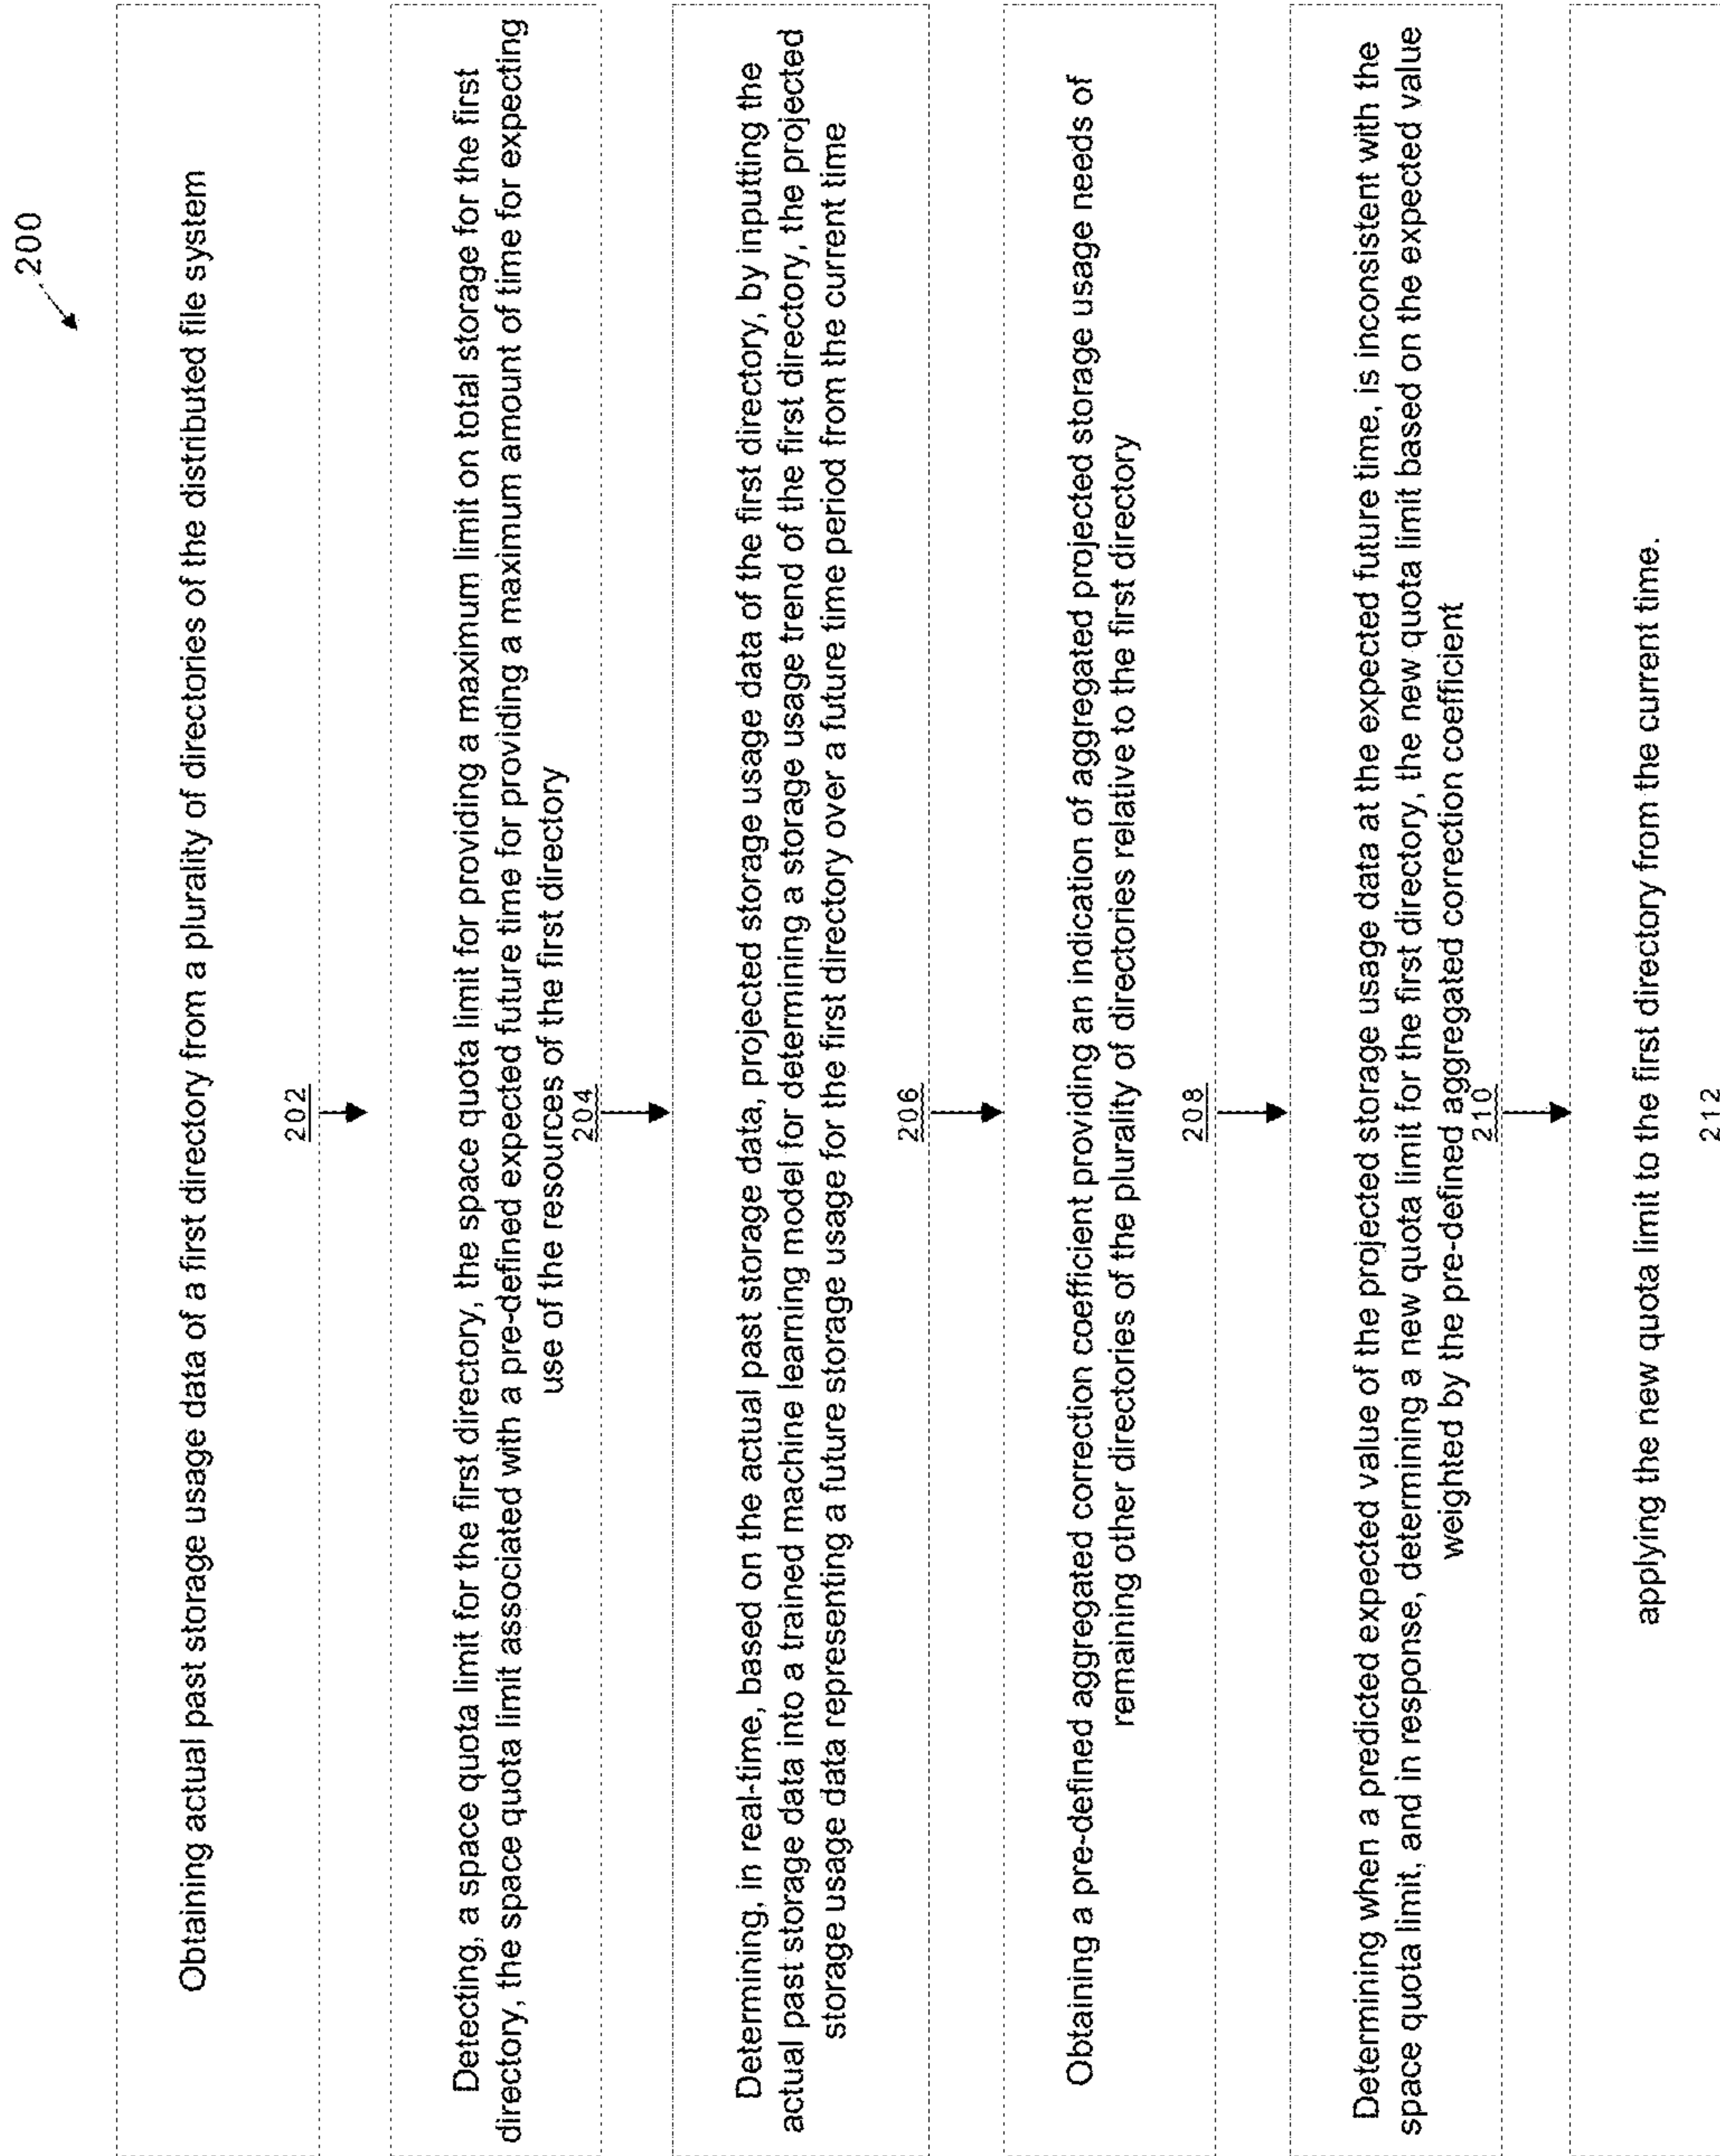 200
Obtaining actual past storage usage data of a first directory from a plurality of directories of the distributed file system
202
Detecting, a space quota limit for the first directory, the space quota limit for providing a maximum limit on total storage for the first
directory, the space quota limit associated with a pre-defined expected future time for providing a maximum amount of time for expecting
use of the resources of the first directory
204
Determining, in real-time, based on the actual past storage data, projected storage usage data of the first directory, by inputting the
actual past storage data into a trained machine learning model for determining a storage usage trend of the first directory, the projected
storage usage data representing a future storage usage for the first directory over a future time period from the current time
206
Obtaining a pre-defined aggregated correction coefficient providing an indication of aggregated projected storage usage needs of
remaining other directories of the plurality of directories relative to the first directory
208
Determining when a predicted expected value of the projected storage usage data at the expected future time, is inconsistent with the
space quota limit, and in response, determining a new quota limit for the first directory, the new quota limit based on the expected value
weighted by the pre-defined aggregated correction coefficient
210
applying the new quota limit to the first directory from the current time.
212